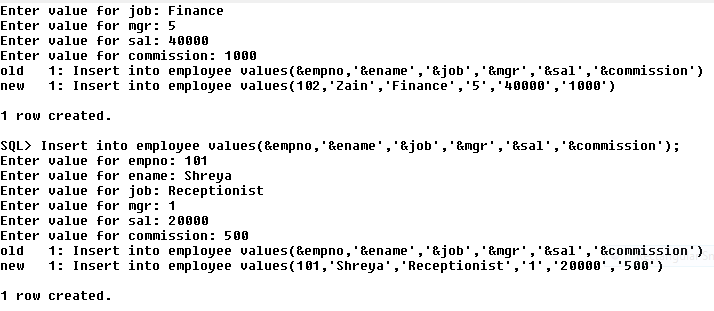 Enter value for job: Finance
Enter value for mgr: 5
Enter value for sal: 40000
Enter value for commission: 1000
old   1: Insert into employee values(&empno,'&ename','&job','&mgr','&sal','&commission')
new   1: Insert into employee values(102,'Zain','Finance','5','40000','1000')
1 row created.
SQL> Insert into employee values(&empno,'&ename','&job','&mgr','&sal','&commission');
Enter value for empno: 101
Enter value for ename: Shreya
Enter value for job: Receptionist
Enter value for mgr: 1
Enter value for sal: 20000
Enter value for commission: 500
old   1: Insert into employee values(&empno,'&ename','&job','&mgr','&sal','&commission')
new   1: Insert into employee values(101,'Shreya','Receptionist','1','20000','500')
1 row created.